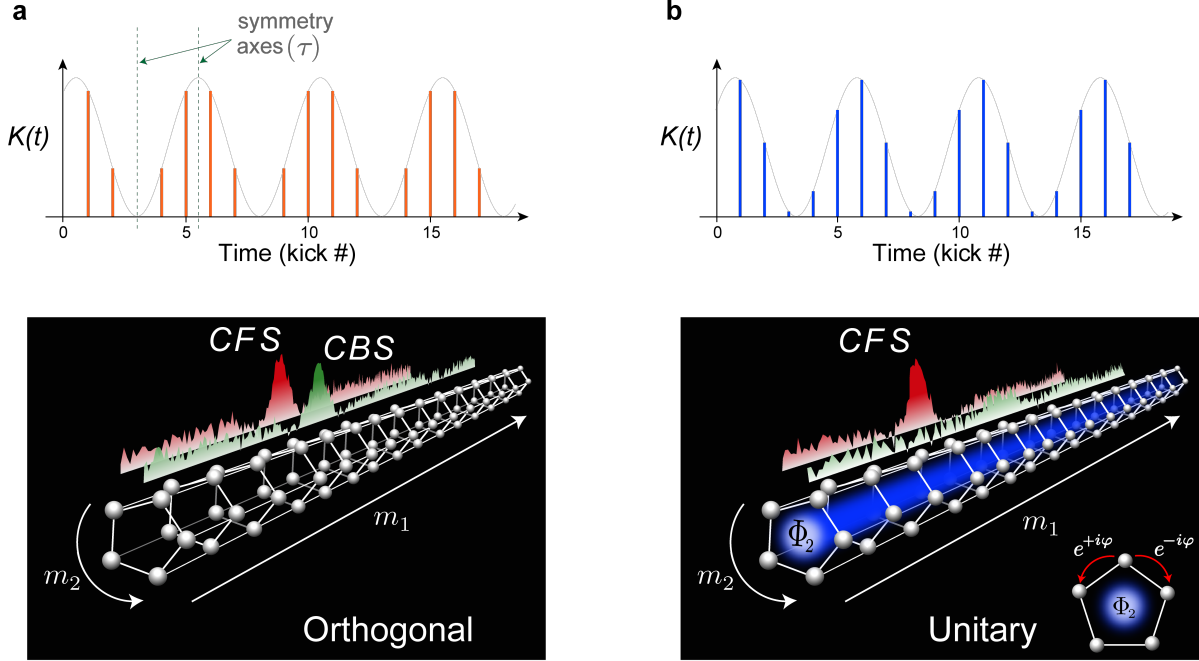 a
symmetry
axes (τ)
K(t)
0 5 10 15
Time (kick #)
CFS
CBS
m₁
m₂
Orthogonal
b
K(t)
0 5 10 15
Time (kick #)
CFS
m₁
Φ₂
m₂
e⁺ⁱᵠ e⁻ⁱᵠ
Φ₂
Unitary